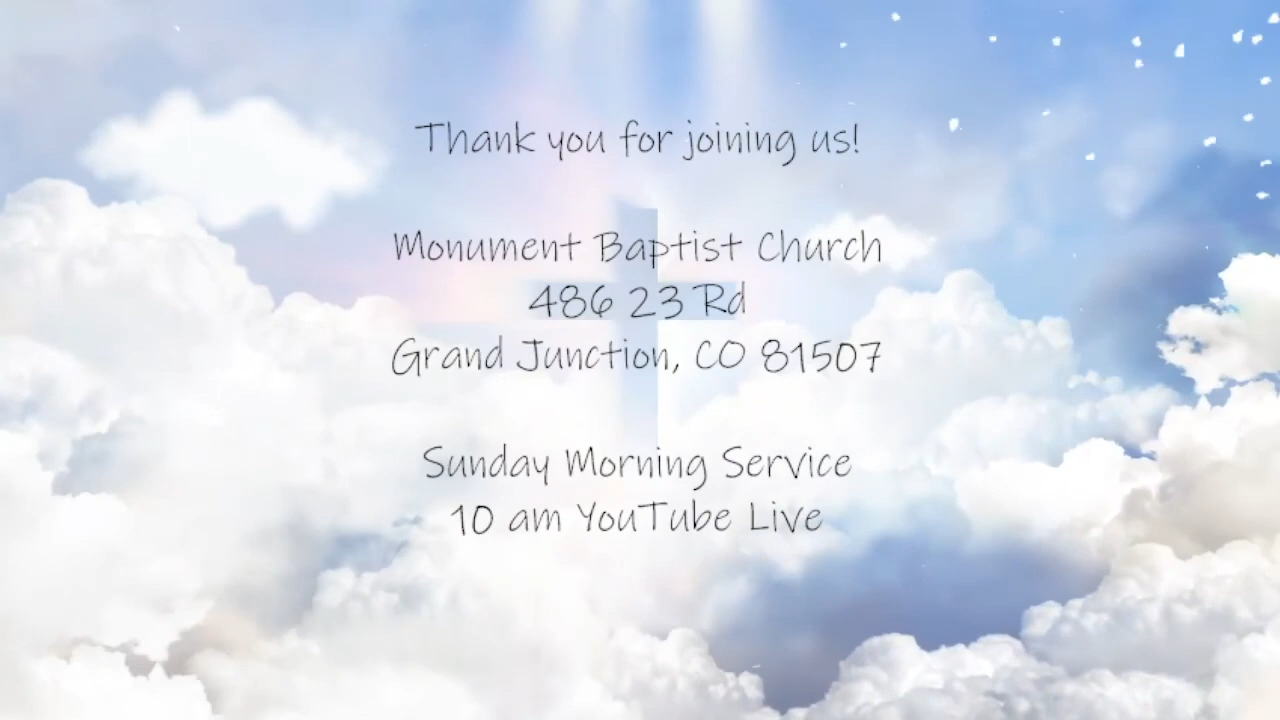 Thank you for joining us!
Monument Baptist Church
486 23 Rd
Grand Junction, CO 81507
Sunday Morning Service
10 am YouTube Live